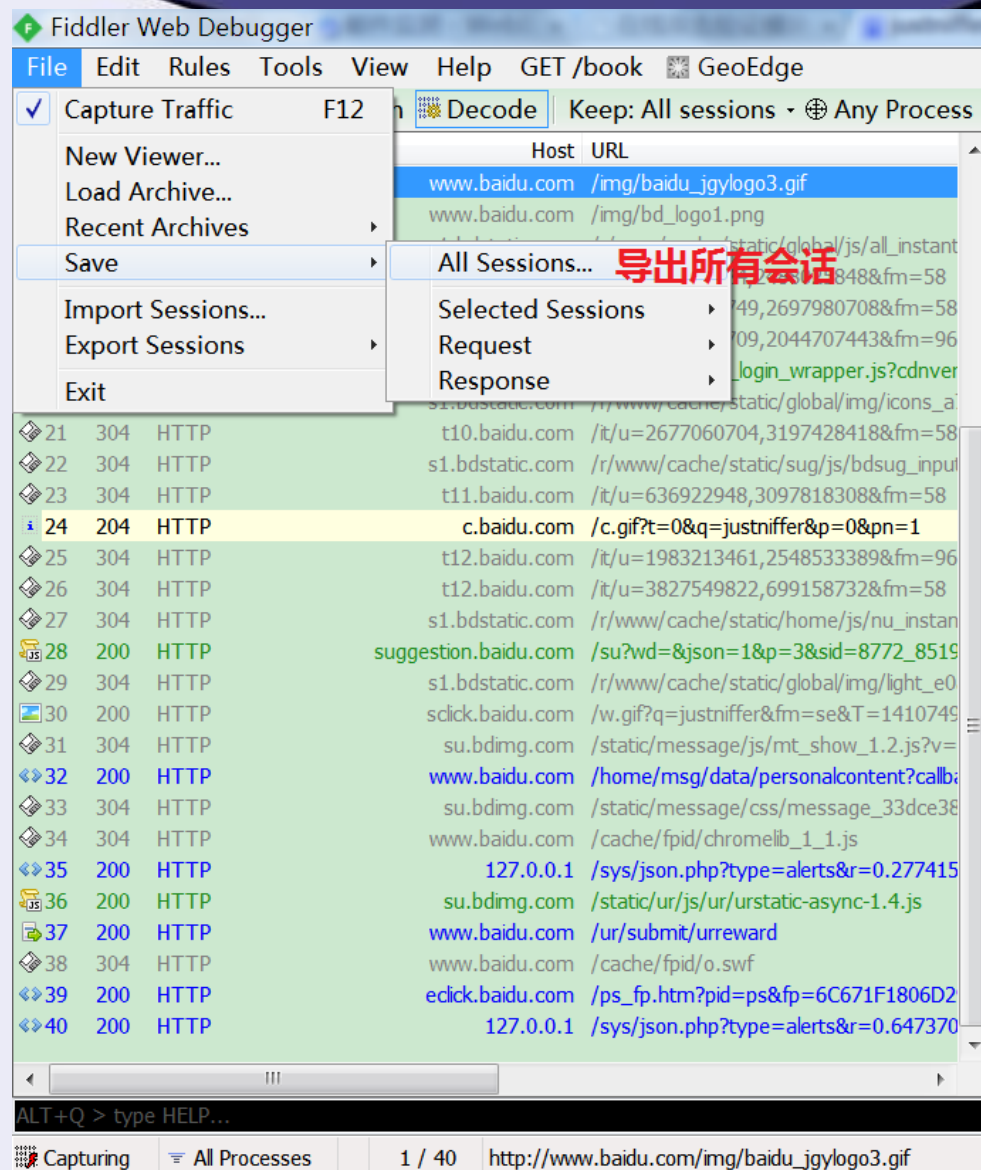 Fiddler Web Debugger
File Edit Rules Tools View Help GET /book GeoEdge
Capture Traffic F12 Decode Keep: All sessions Any Process
New Viewer...
Load Archive...
Recent Archives
Save
Import Sessions...
Export Sessions
Exit
All Sessions... 导出所有会话
Selected Sessions
Request
Response
Host URL
www.baidu.com /img/baidu_jgylogo3.gif
www.baidu.com /img/bd_logo1.png
static/global/js/all_instant
848&fm=58
749,2697980708&fm=58
709,2044707443&fm=96
_login_wrapper.js?cdnver
s1.bdstatic.com /r/www/cache/static/global/img/icons_a
21 304 HTTP t10.baidu.com /it/u=2677060704,3197428418&fm=58
22 304 HTTP s1.bdstatic.com /r/www/cache/static/sug/js/bdsug_input
23 304 HTTP t11.baidu.com /it/u=636922948,3097818308&fm=58
24 204 HTTP c.baidu.com /c.gif?t=0&q=justniffer&p=0&pn=1
25 304 HTTP t12.baidu.com /it/u=1983213461,2548533389&fm=96
26 304 HTTP t12.baidu.com /it/u=3827549822,699158732&fm=58
27 304 HTTP s1.bdstatic.com /r/www/cache/static/home/js/nu_instan
28 200 HTTP suggestion.baidu.com /su?wd=&json=1&p=3&sid=8772_8519
29 304 HTTP s1.bdstatic.com /r/www/cache/static/global/img/light_e0
30 200 HTTP sclick.baidu.com /w.gif?q=justniffer&fm=se&T=1410749
31 304 HTTP su.bdimg.com /static/message/js/mt_show_1.2.js?v=
32 200 HTTP www.baidu.com /home/msg/data/personalcontent?callba
33 304 HTTP su.bdimg.com /static/message/css/message_33dce38
34 304 HTTP www.baidu.com /cache/fpid/chromelib_1_1.js
35 200 HTTP 127.0.0.1 /sys/json.php?type=alerts&r=0.277415
36 200 HTTP su.bdimg.com /static/ur/js/ur/urstatic-async-1.4.js
37 200 HTTP www.baidu.com /ur/submit/urreward
38 304 HTTP www.baidu.com /cache/fpid/o.swf
39 200 HTTP eclick.baidu.com /ps_fp.htm?pid=ps&fp=6C671F1806D2
40 200 HTTP 127.0.0.1 /sys/json.php?type=alerts&r=0.647370
ALT+Q > type HELP...
Capturing All Processes 1 / 40 http://www.baidu.com/img/baidu_jgylogo3.gif